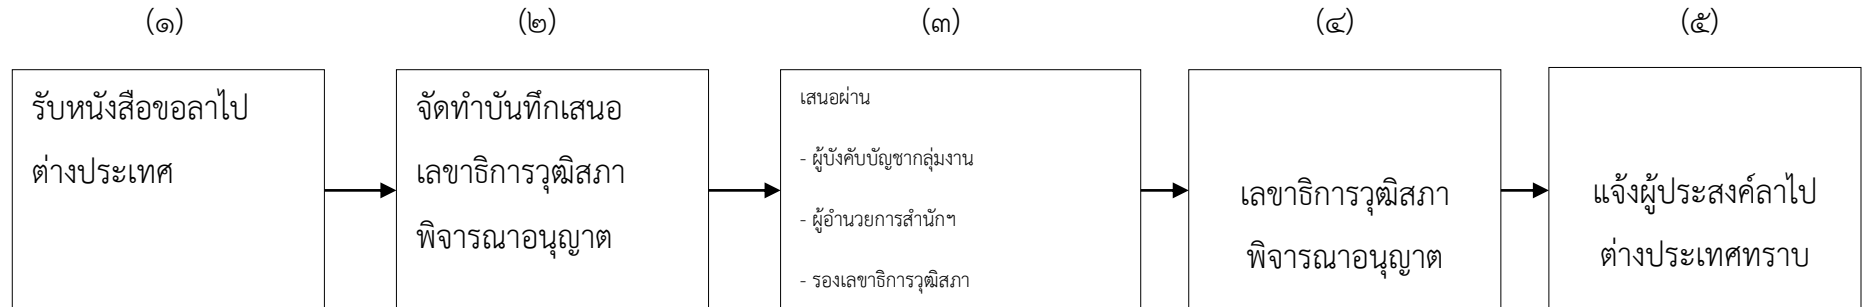 (๑) (๒) (๓) (๔) (๕)
รับหนังสือขอลาไป
ต่างประเทศ
จัดทำบันทึกเสนอ
เลขาธิการวุฒิสภา
พิจารณาอนุญาต
เสนอผ่าน
- ผู้บังคับบัญชากลุ่มงาน
- ผู้อำนวยการสำนักฯ
- รองเลขาธิการวุฒิสภา
เลขาธิการวุฒิสภา
พิจารณาอนุญาต
แจ้งผู้ประสงค์ลาไป
ต่างประเทศทราบ